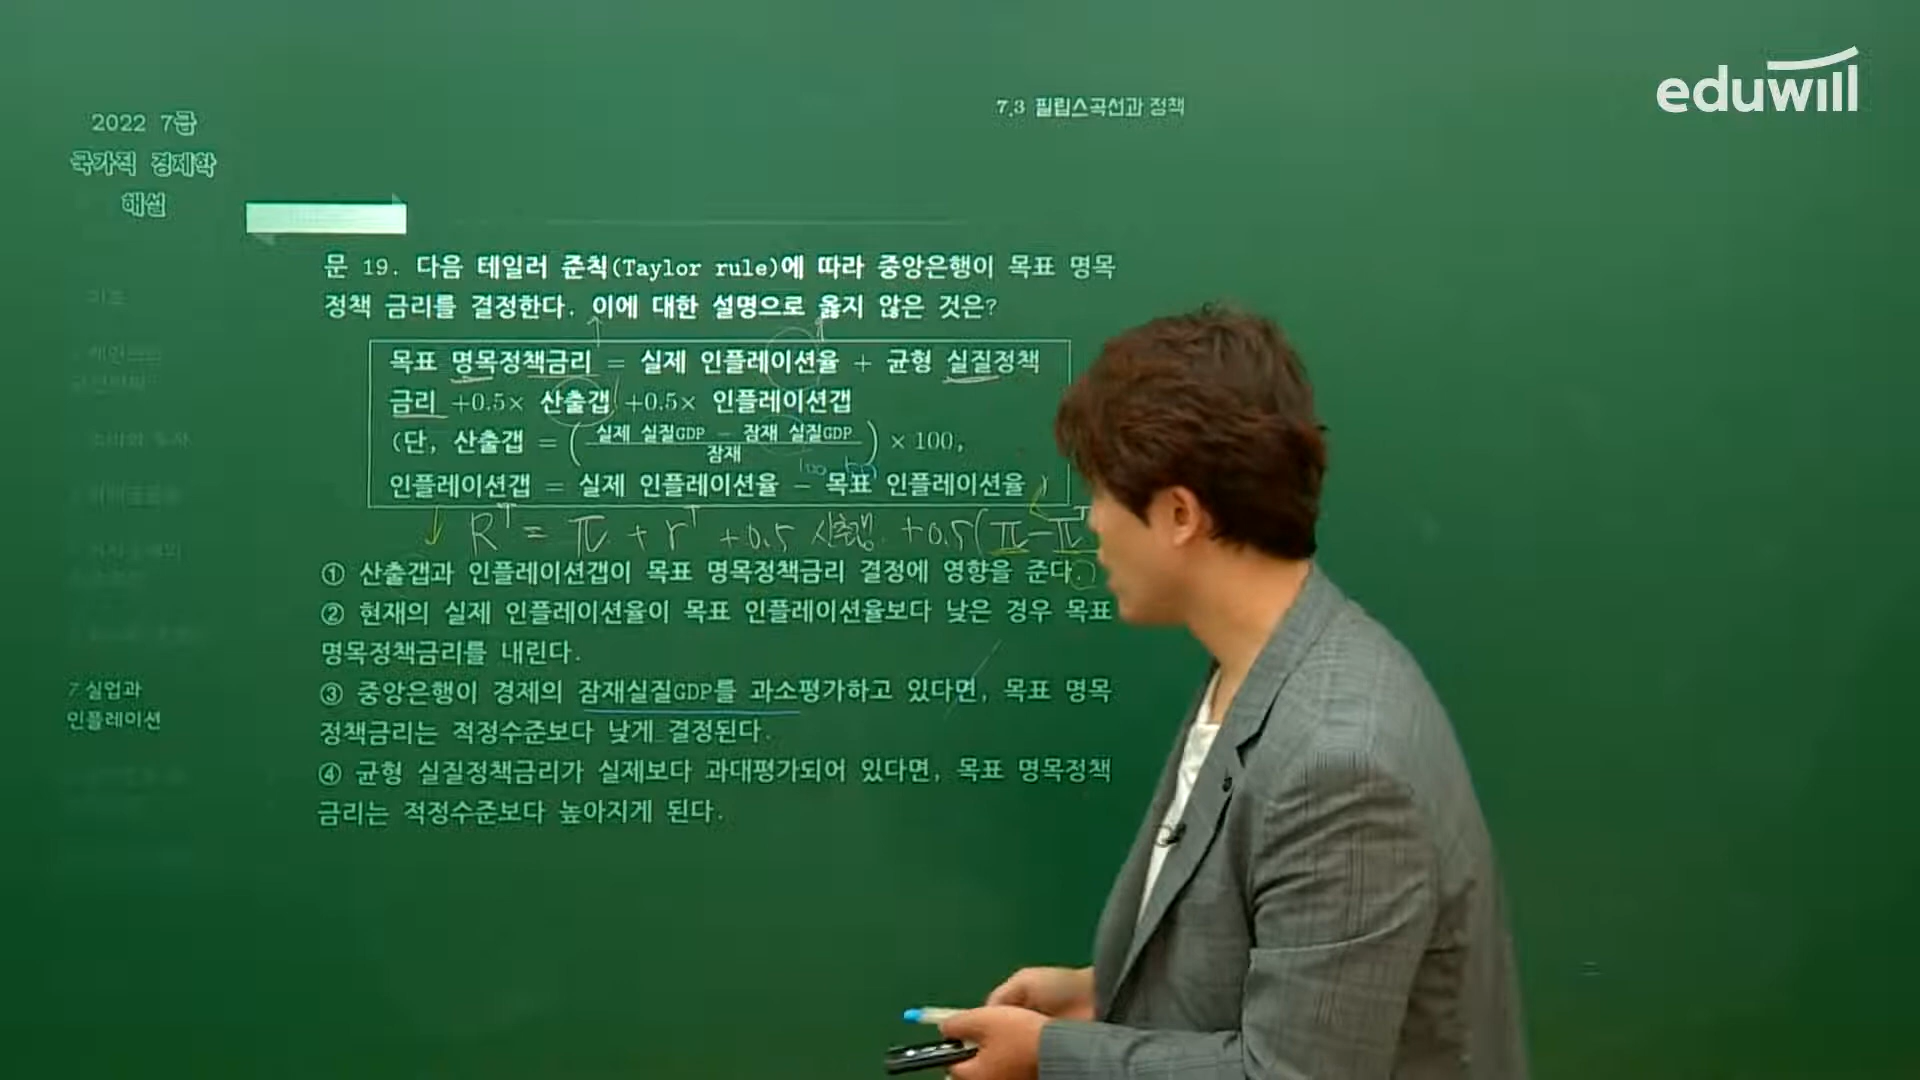 eduwill
7.3 필립스곡선과 정책
2022 7급
국가직 경제학
해설
문 19. 다음 테일러 준칙(Taylor rule)에 따라 중앙은행이 목표 명목
정책 금리를 결정한다. 이에 대한 설명으로 옳지 않은 것은?
목표 명목정책금리 = 실제 인플레이션율 + 균형 실질정책
금리 +0.5× 산출갭 +0.5× 인플레이션갭
(단, 산출갭 = (실제 실질GDP − 잠재 실질GDP / 잠재) × 100,
인플레이션갭 = 실제 인플레이션율 − 목표 인플레이션율)
R^T = π + r^T + 0.5 산출갭 + 0.5(π − π^T
① 산출갭과 인플레이션갭이 목표 명목정책금리 결정에 영향을 준다.
② 현재의 실제 인플레이션율이 목표 인플레이션율보다 낮은 경우 목표
명목정책금리를 내린다.
③ 중앙은행이 경제의 잠재실질GDP를 과소평가하고 있다면, 목표 명목
정책금리는 적정수준보다 낮게 결정된다.
④ 균형 실질정책금리가 실제보다 과대평가되어 있다면, 목표 명목정책
금리는 적정수준보다 높아지게 된다.
7 실업과
인플레이션